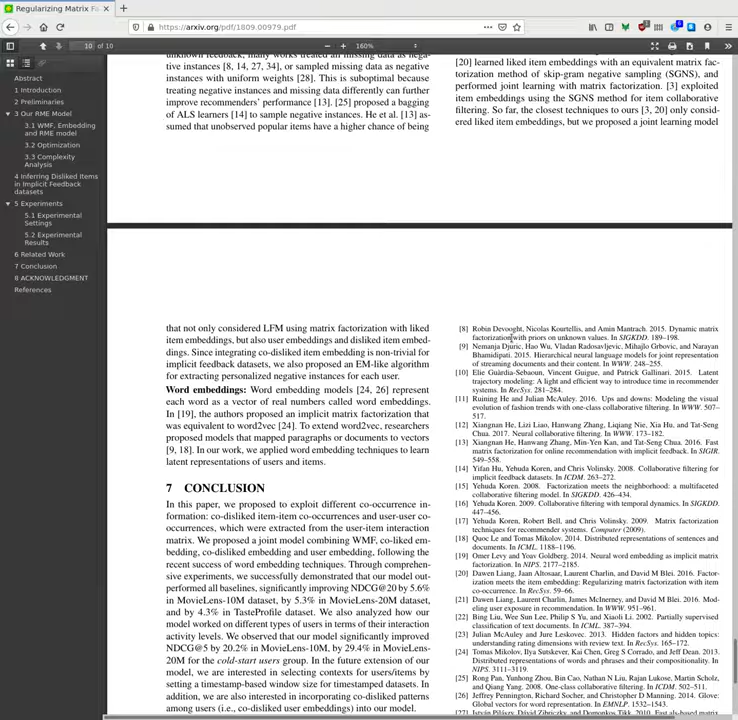 Regularizing Matrix Fa
https://arxiv.org/pdf/1809.00979.pdf
10 of 10
160%
Abstract
1 Introduction
2 Preliminaries
3 Our RME Model
3.1 WMF, Embedding
and RME model
3.2 Optimization
3.3 Complexity
Analysis
4 Inferring Disliked Items
in Implicit Feedback
datasets
5 Experiments
5.1 Experimental
Settings
5.2 Experimental
Results
6 Related Work
7 Conclusion
8 ACKNOWLEDGMENT
References
unknown feedback, many works treated all missing data as nega-
tive instances [8, 14, 27, 34], or sampled missing data as negative
instances with uniform weights [28]. This is suboptimal because
treating negative instances and missing data differently can further
improve recommenders' performance [13]. [25] proposed a bagging
of ALS learners [14] to sample negative instances. He et al. [13] as-
sumed that unobserved popular items have a higher chance of being
[20] learned liked item embeddings with an equivalent matrix fac-
torization method of skip-gram negative sampling (SGNS), and
performed joint learning with matrix factorization. [3] exploited
item embeddings using the SGNS method for item collaborative
filtering. So far, the closest techniques to ours [3, 20] only consid-
ered liked item embeddings, but we proposed a joint learning model
that not only considered LFM using matrix factorization with liked
item embeddings, but also user embeddings and disliked item embed-
dings. Since integrating co-disliked item embedding is non-trivial for
implicit feedback datasets, we also proposed an EM-like algorithm
for extracting personalized negative instances for each user.
Word embeddings: Word embedding models [24, 26] represent
each word as a vector of real numbers called word embeddings.
In [19], the authors proposed an implicit matrix factorization that
was equivalent to word2vec [24]. To extend word2vec, researchers
proposed models that mapped paragraphs or documents to vectors
[9, 18]. In our work, we applied word embedding techniques to learn
latent representations of users and items.
7 CONCLUSION
In this paper, we proposed to exploit different co-occurrence in-
formation: co-disliked item-item co-occurrences and user-user co-
occurrences, which were extracted from the user-item interaction
matrix. We proposed a joint model combining WMF, co-liked em-
bedding, co-disliked embedding and user embedding, following the
recent success of word embedding techniques. Through comprehen-
sive experiments, we successfully demonstrated that our model out-
performed all baselines, significantly improving NDCG@20 by 5.6%
in MovieLens-10M dataset, by 5.3% in MovieLens-20M dataset,
and by 4.3% in TasteProfile dataset. We also analyzed how our
model worked on different types of users in terms of their interaction
activity levels. We observed that our model significantly improved
NDCG@5 by 20.2% in MovieLens-10M, by 29.4% in MovieLens-
20M for the cold-start users group. In the future extension of our
model, we are interested in selecting contexts for users/items by
setting a timestamp-based window size for timestamped datasets. In
addition, we are also interested in incorporating co-disliked patterns
among users (i.e., co-disliked user embeddings) into our model.
[8] Robin Devooght, Nicolas Kourtellis, and Amin Mantrach. 2015. Dynamic matrix
factorization with priors on unknown values. In SIGKDD. 189–198.
[9] Nemanja Djuric, Hao Wu, Vladan Radosavljevic, Mihajlo Grbovic, and Narayan
Bhamidipati. 2015. Hierarchical neural language models for joint representation
of streaming documents and their content. In WWW. 248–255.
[10] Elie Guàrdia-Sebaoun, Vincent Guigue, and Patrick Gallinari. 2015. Latent
trajectory modeling: A light and efficient way to introduce time in recommender
systems. In RecSys. 281–284.
[11] Ruining He and Julian McAuley. 2016. Ups and downs: Modeling the visual
evolution of fashion trends with one-class collaborative filtering. In WWW. 507–
517.
[12] Xiangnan He, Lizi Liao, Hanwang Zhang, Liqiang Nie, Xia Hu, and Tat-Seng
Chua. 2017. Neural collaborative filtering. In WWW. 173–182.
[13] Xiangnan He, Hanwang Zhang, Min-Yen Kan, and Tat-Seng Chua. 2016. Fast
matrix factorization for online recommendation with implicit feedback. In SIGIR.
549–558.
[14] Yifan Hu, Yehuda Koren, and Chris Volinsky. 2008. Collaborative filtering for
implicit feedback datasets. In ICDM. 263–272.
[15] Yehuda Koren. 2008. Factorization meets the neighborhood: a multifaceted
collaborative filtering model. In SIGKDD. 426–434.
[16] Yehuda Koren. 2009. Collaborative filtering with temporal dynamics. In SIGKDD.
447–456.
[17] Yehuda Koren, Robert Bell, and Chris Volinsky. 2009. Matrix factorization
techniques for recommender systems. Computer (2009).
[18] Quoc Le and Tomas Mikolov. 2014. Distributed representations of sentences and
documents. In ICML. 1188–1196.
[19] Omer Levy and Yoav Goldberg. 2014. Neural word embedding as implicit matrix
factorization. In NIPS. 2177–2185.
[20] Dawen Liang, Jaan Altosaar, Laurent Charlin, and David M Blei. 2016. Factor-
ization meets the item embedding: Regularizing matrix factorization with item
co-occurrence. In RecSys. 59–66.
[21] Dawen Liang, Laurent Charlin, James McInerney, and David M Blei. 2016. Mod-
eling user exposure in recommendation. In WWW. 951–961.
[22] Bing Liu, Wee Sun Lee, Philip S Yu, and Xiaoli Li. 2002. Partially supervised
classification of text documents. In ICML. 387–394.
[23] Julian McAuley and Jure Leskovec. 2013. Hidden factors and hidden topics:
understanding rating dimensions with review text. In RecSys. 165–172.
[24] Tomas Mikolov, Ilya Sutskever, Kai Chen, Greg S Corrado, and Jeff Dean. 2013.
Distributed representations of words and phrases and their compositionality. In
NIPS. 3111–3119.
[25] Rong Pan, Yunhong Zhou, Bin Cao, Nathan N Liu, Rajan Lukose, Martin Scholz,
and Qiang Yang. 2008. One-class collaborative filtering. In ICDM. 502–511.
[26] Jeffrey Pennington, Richard Socher, and Christopher D Manning. 2014. Glove:
Global vectors for word representation. In EMNLP. 1532–1543.
[27] István Pilászy, Dávid Zibriczky, and Domonkos Tikk. 2010. Fast als-based matrix